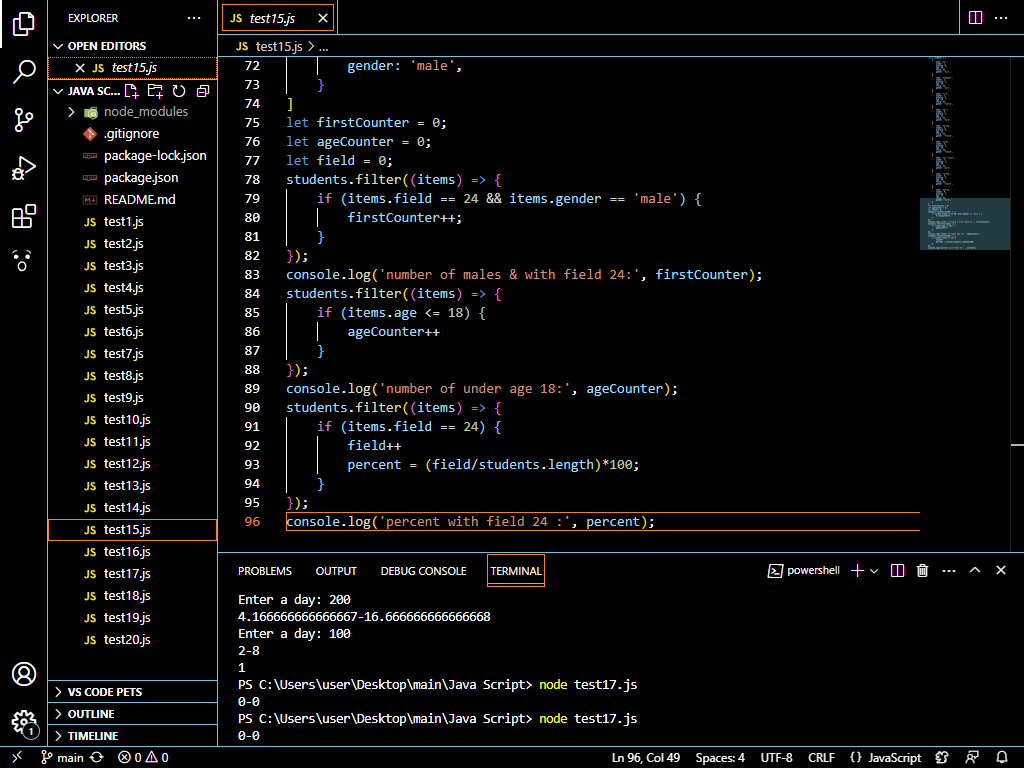 EXPLORER
OPEN EDITORS
JS test15.js
JAVA SC...
node_modules
.gitignore
package-lock.json
package.json
README.md
JS test1.js
JS test2.js
JS test3.js
JS test4.js
JS test5.js
JS test6.js
JS test7.js
JS test8.js
JS test9.js
JS test10.js
JS test11.js
JS test12.js
JS test13.js
JS test14.js
JS test15.js
JS test16.js
JS test17.js
JS test18.js
JS test19.js
JS test20.js
VS CODE PETS
OUTLINE
TIMELINE
JS test15.js
JS test15.js > ...
72 gender: 'male',
73 }
74 ]
75 let firstCounter = 0;
76 let ageCounter = 0;
77 let field = 0;
78 students.filter((items) => {
79 if (items.field == 24 && items.gender == 'male') {
80 firstCounter++;
81 }
82 });
83 console.log('number of males & with field 24:', firstCounter);
84 students.filter((items) => {
85 if (items.age <= 18) {
86 ageCounter++
87 }
88 });
89 console.log('number of under age 18:', ageCounter);
90 students.filter((items) => {
91 if (items.field == 24) {
92 field++
93 percent = (field/students.length)*100;
94 }
95 });
96 console.log('percent with field 24 :', percent);
PROBLEMS OUTPUT DEBUG CONSOLE TERMINAL powershell
Enter a day: 200
4.166666666666667-16.666666666666668
Enter a day: 100
2-8
1
PS C:\Users\user\Desktop\main\Java Script> node test17.js
0-0
PS C:\Users\user\Desktop\main\Java Script> node test17.js
0-0
1
main 0 0 Ln 96, Col 49 Spaces: 4 UTF-8 CRLF {} JavaScript